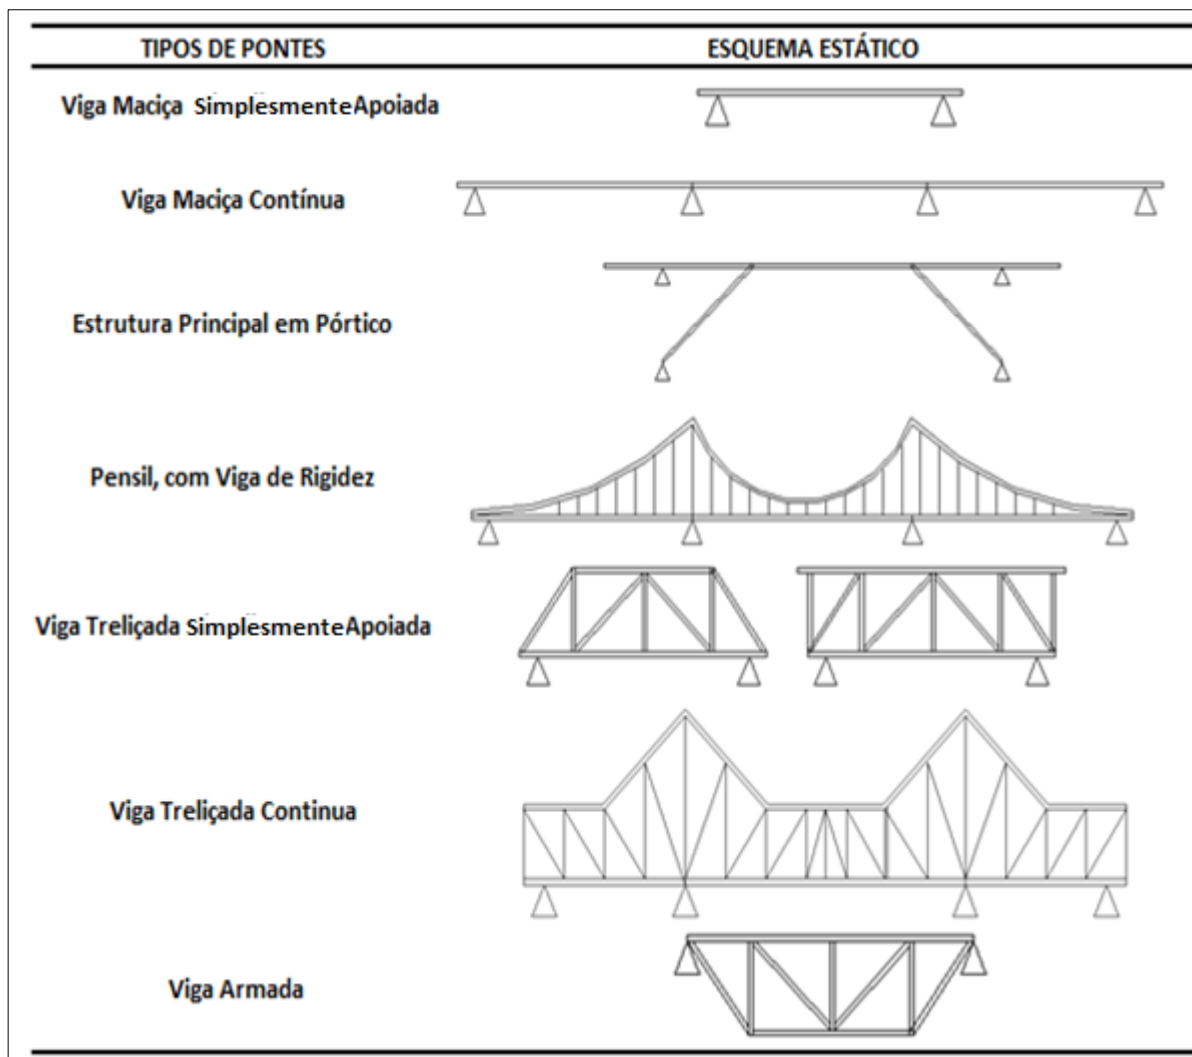 TIPOS DE PONTES ESQUEMA ESTÁTICO
Viga Maciça SimplesmenteApoiada
Viga Maciça Contínua
Estrutura Principal em Pórtico
Pensil, com Viga de Rigidez
Viga Treliçada SimplesmenteApoiada
Viga Treliçada Continua
Viga Armada